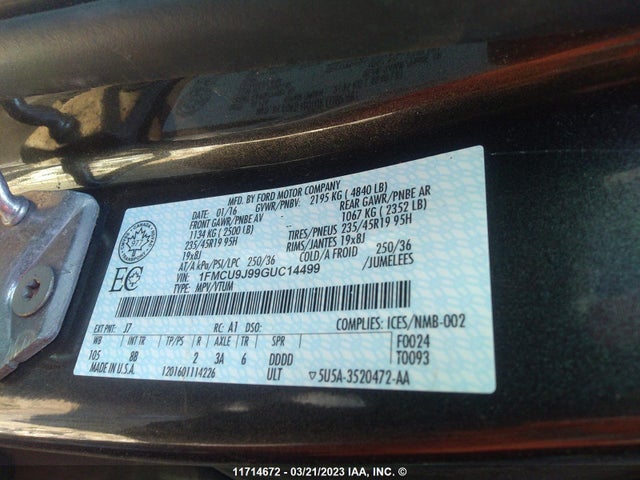 MFD. BY FORD MOTOR COMPANY
DATE: 01/16 GVWR/PNBV: 2195 KG ( 4840 LB)
FRONT GAWR/PNBE AV REAR GAWR/PNBE AR
1134 KG ( 2500 LB) 1067 KG ( 2352 LB)
235/45R19 95H TIRES/PNEUS 235/45R19 95H
19x8J RIMS/JANTES 19x8J
AT/A kPa/PSI/LPC 250/36 COLD/A FROID 250/36
1FMCU9J99GUC14499 /JUMELEES
TYPE: MPV/VTUM
EC
EXT PNT: J7 RC: A1 DSO: COMPLIES: ICES/NMB-002
WB INT TR TP/PS R AXLE TR SPR F0024
105 8B 2 3A 6 DDDD T0093
MADE IN U.S.A. 1201601114226 ULT 5U5A-3520472-AA
11714672 - 03/21/2023 IAA, INC. ©